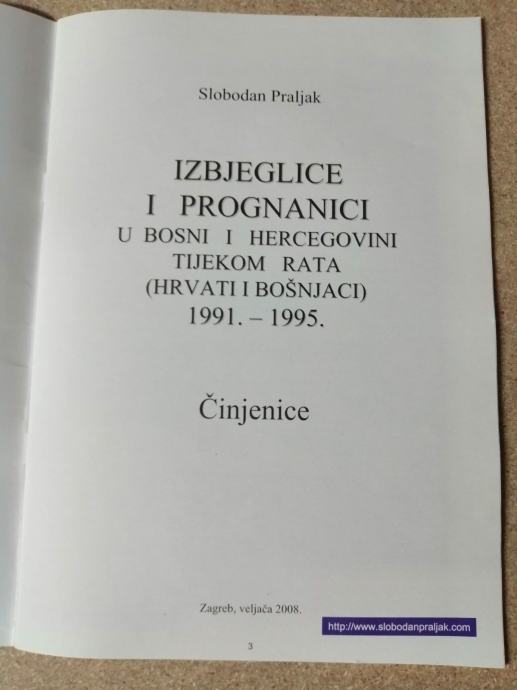 Slobodan Praljak
IZBJEGLICE
I PROGNANICI
U BOSNI I HERCEGOVINI
TIJEKOM RATA
(HRVATI I BOŠNJACI)
1991. – 1995.
Činjenice
Zagreb, veljača 2008.
http://www.slobodanpraljak.com
3